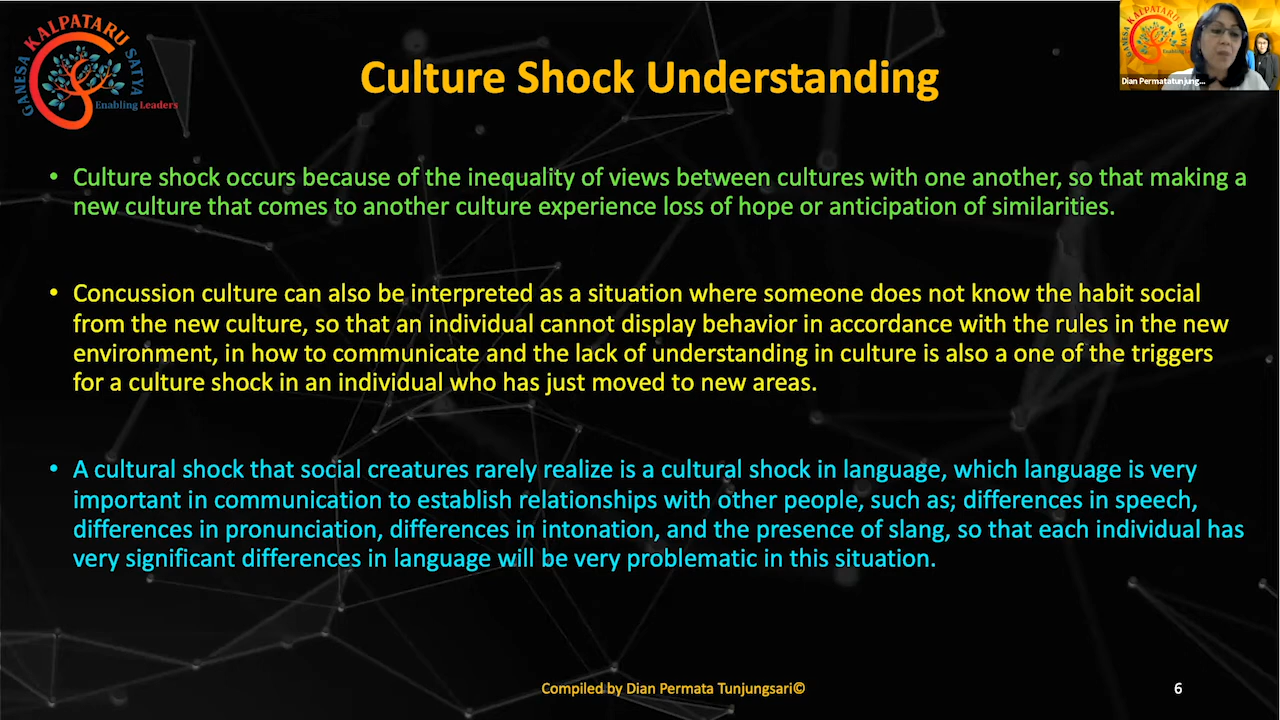 GANESA KALPATARU SATYA
Enabling Leaders
Culture Shock Understanding
GANESA KALPATARU SATYA
Dian Permatatunjung...
• Culture shock occurs because of the inequality of views between cultures with one another, so that making a
new culture that comes to another culture experience loss of hope or anticipation of similarities.
• Concussion culture can also be interpreted as a situation where someone does not know the habit social
from the new culture, so that an individual cannot display behavior in accordance with the rules in the new
environment, in how to communicate and the lack of understanding in culture is also a one of the triggers
for a culture shock in an individual who has just moved to new areas.
• A cultural shock that social creatures rarely realize is a cultural shock in language, which language is very
important in communication to establish relationships with other people, such as; differences in speech,
differences in pronunciation, differences in intonation, and the presence of slang, so that each individual has
very significant differences in language will be very problematic in this situation.
Compiled by Dian Permata Tunjungsari©
6